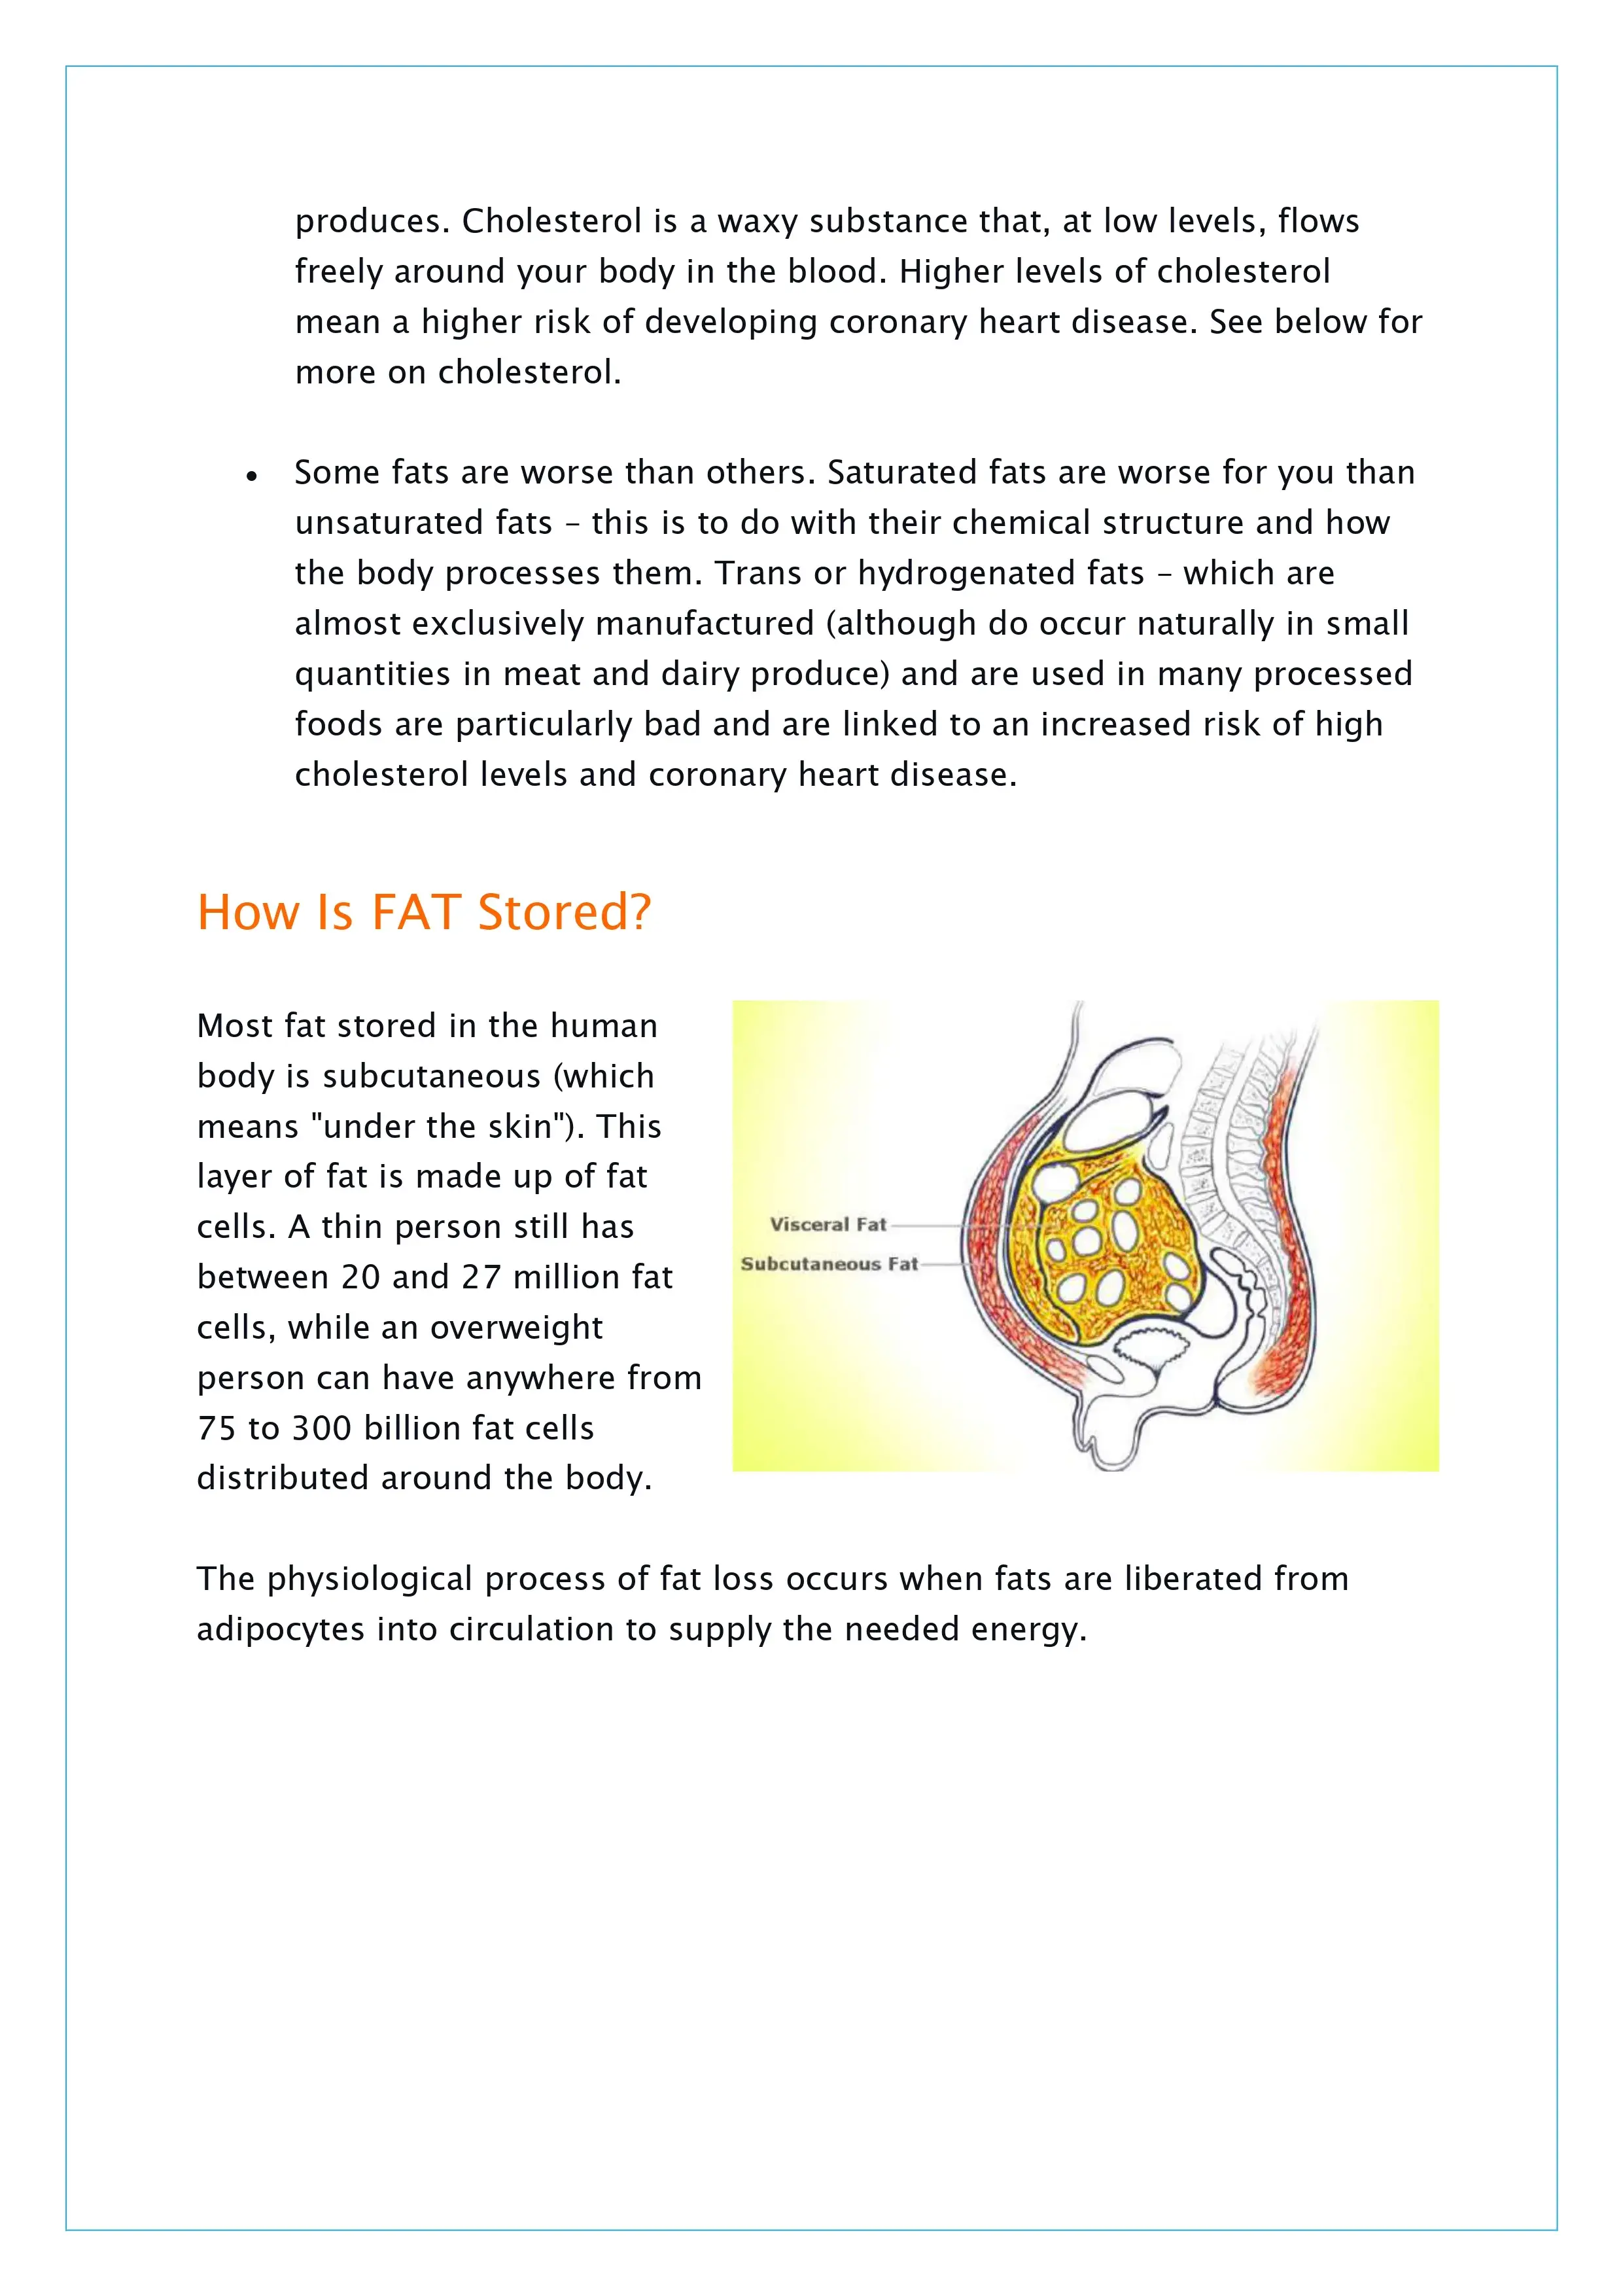 produces. Cholesterol is a waxy substance that, at low levels, flows
freely around your body in the blood. Higher levels of cholesterol
mean a higher risk of developing coronary heart disease. See below for
more on cholesterol.
• Some fats are worse than others. Saturated fats are worse for you than
unsaturated fats – this is to do with their chemical structure and how
the body processes them. Trans or hydrogenated fats – which are
almost exclusively manufactured (although do occur naturally in small
quantities in meat and dairy produce) and are used in many processed
foods are particularly bad and are linked to an increased risk of high
cholesterol levels and coronary heart disease.
How Is FAT Stored?
Most fat stored in the human
body is subcutaneous (which
means "under the skin"). This
layer of fat is made up of fat
cells. A thin person still has
between 20 and 27 million fat
cells, while an overweight
person can have anywhere from
75 to 300 billion fat cells
distributed around the body.
Visceral Fat
Subcutaneous Fat
The physiological process of fat loss occurs when fats are liberated from
adipocytes into circulation to supply the needed energy.